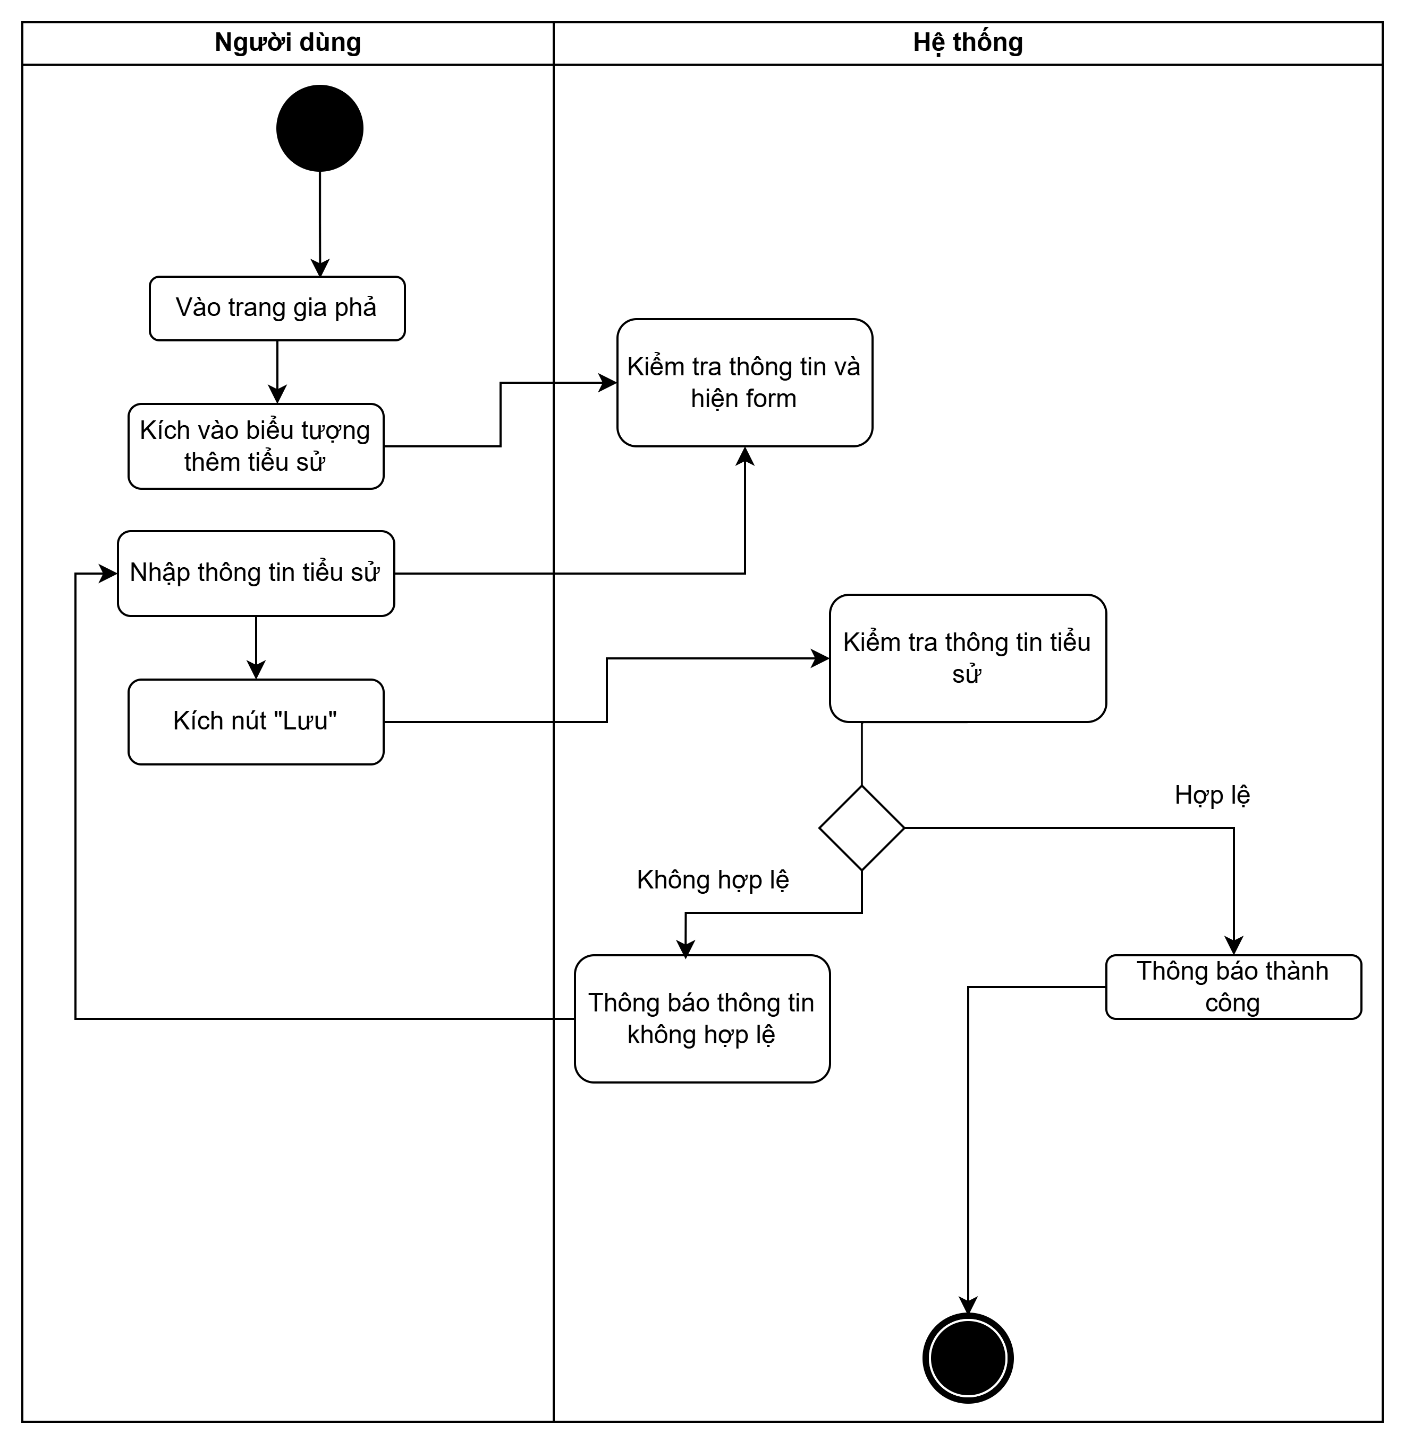 Người dùng
Hệ thống
Vào trang gia phả
Kiểm tra thông tin và
hiện form
Kích vào biểu tượng
thêm tiểu sử
Nhập thông tin tiểu sử
Kiểm tra thông tin tiểu
sử
Kích nút "Lưu"
Hợp lệ
Không hợp lệ
Thông báo thông tin
không hợp lệ
Thông báo thành
công